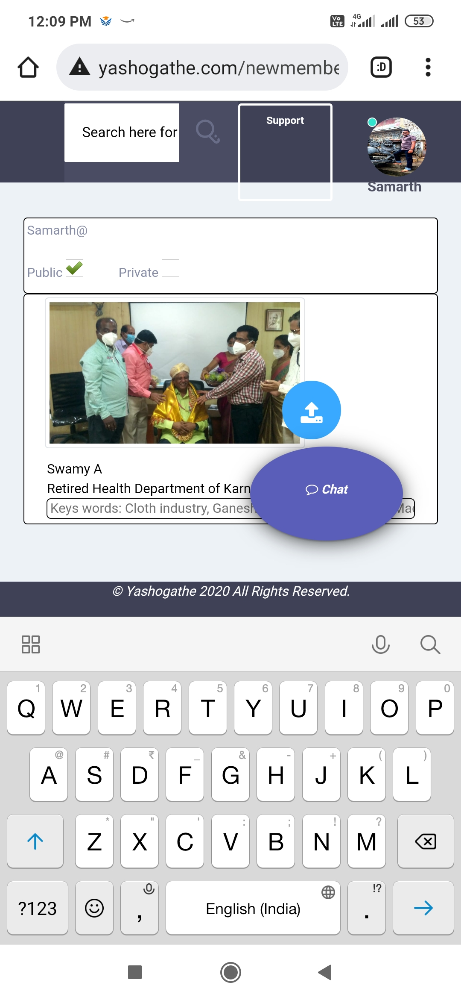 12:09 PM
Vo LTE 4G 53
yashogathe.com/newmembe
:D
Search here for
Support
Samarth
Samarth@
Public Private
Swamy A
Retired Health Department of Karn
Keys words: Cloth industry, Ganesh
Chat
© Yashogathe 2020 All Rights Reserved.
1 2 3 4 5 6 7 8 9 0
Q W E R T Y U I O P
@ # ₹ _ & - + ( )
A S D F G H J K L
* " ' : ; ! ?
Z X C V B N M
!?
?123 , English (India) .